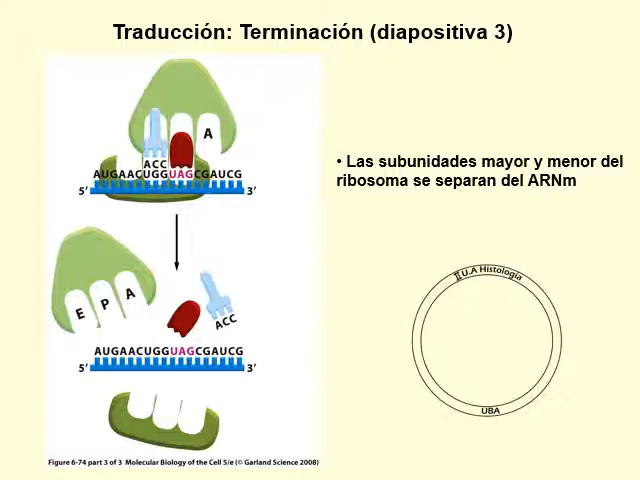 Traducción: Terminación (diapositiva 3)
A
ACC
AUGAACUGGUAGCGAUCG
5′ 3′
• Las subunidades mayor y menor del
ribosoma se separan del ARNm
E P A
ACC
AUGAACUGGUAGCGAUCG
5′ 3′
II U.A Histología
UBA
Figure 6-74 part 3 of 3 Molecular Biology of the Cell 5/e (© Garland Science 2008)